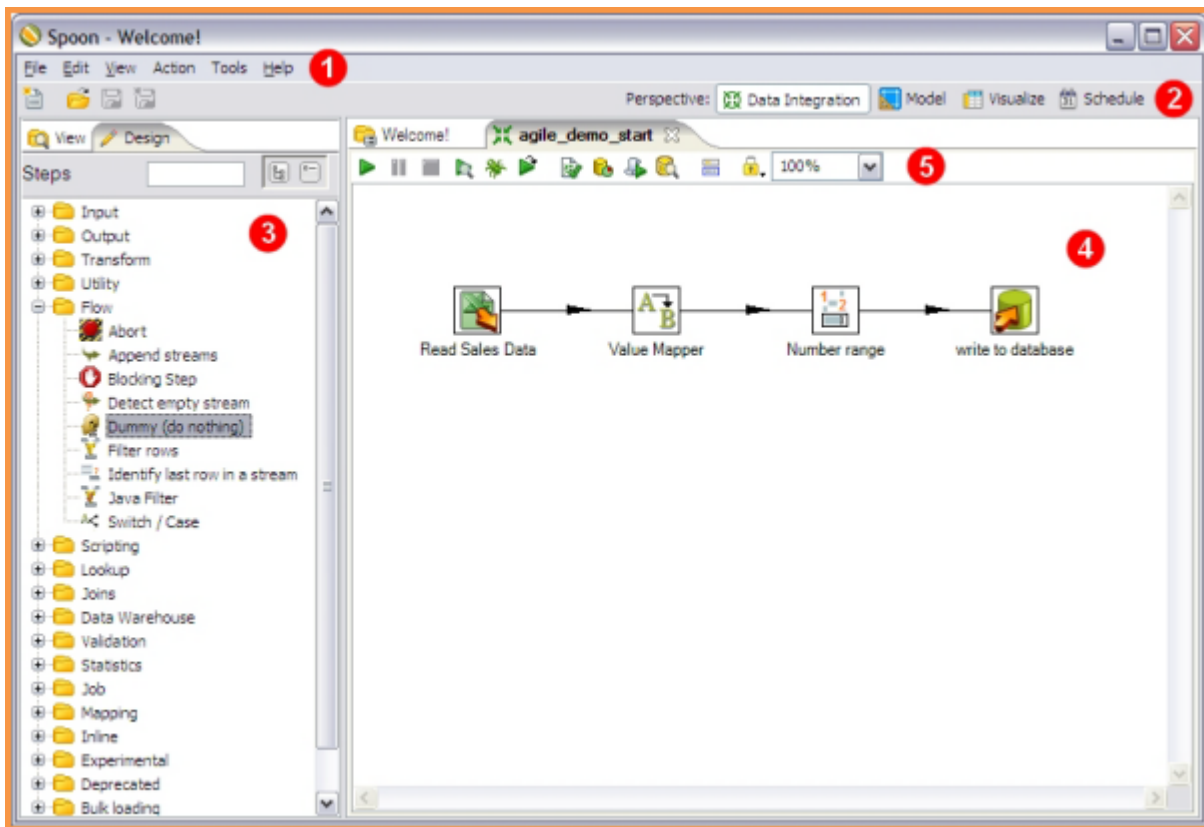 Spoon - Welcome!
File Edit View Action Tools Help 1
Perspective: Data Integration Model Visualize 31 Schedule 2
View Design
Steps
Input 3
Output
Transform
Utility
Flow
Abort
Append streams
Blocking Step
Detect empty stream
Dummy (do nothing)
Filter rows
Identify last row in a stream
Java Filter
Switch / Case
Scripting
Lookup
Joins
Data Warehouse
Validation
Statistics
Job
Mapping
Inline
Experimental
Deprecated
Bulk loading
Welcome! agile_demo_start
100% 5
4
A B
1 2
Read Sales Data Value Mapper Number range write to database